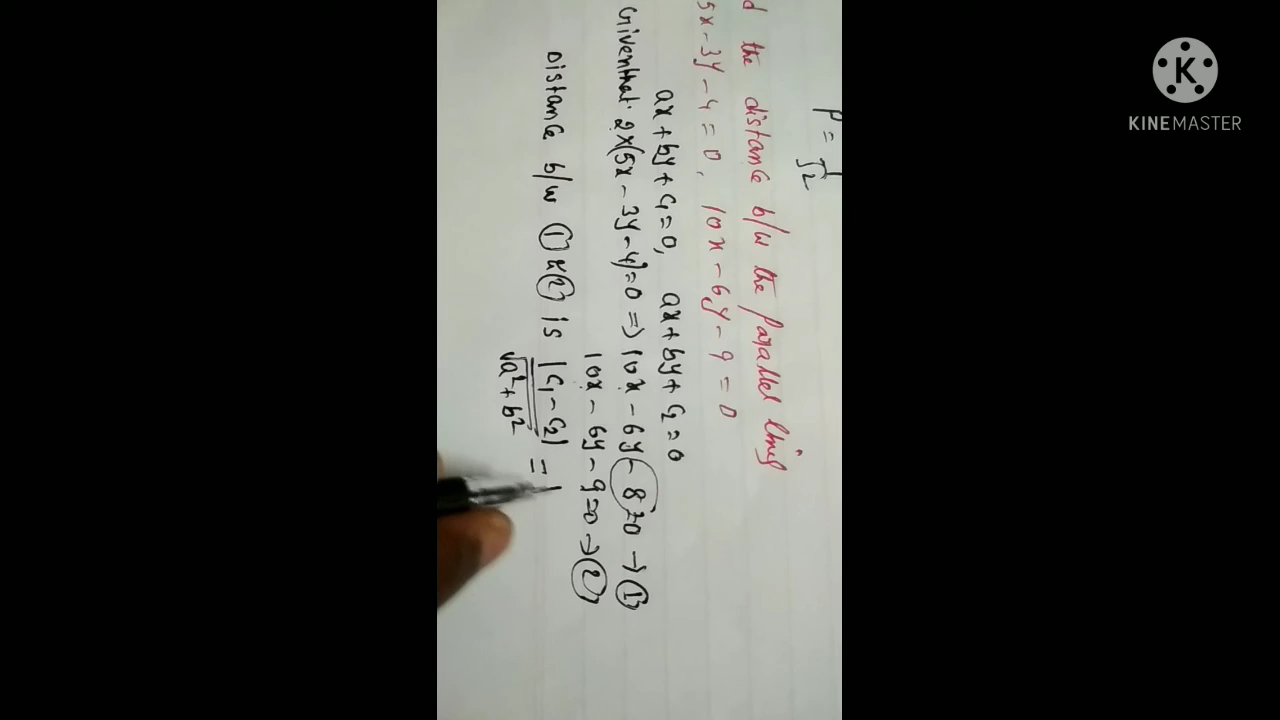 P = 1/√2
d the distance b/w the parallel lines
5x - 3y - 4 = 0, 10x - 6y - 9 = 0
ax + by + c₁ = 0, ax + by + c₂ = 0
Given that 2x(5x - 3y - 4) = 0 ⇒ 10x - 6y - 8 = 0 → ①
10x - 6y - 9 = 0 → ②
Distance b/w ① & ② is |c₁ - c₂| / √a² + b² = |
K
KINEMASTER